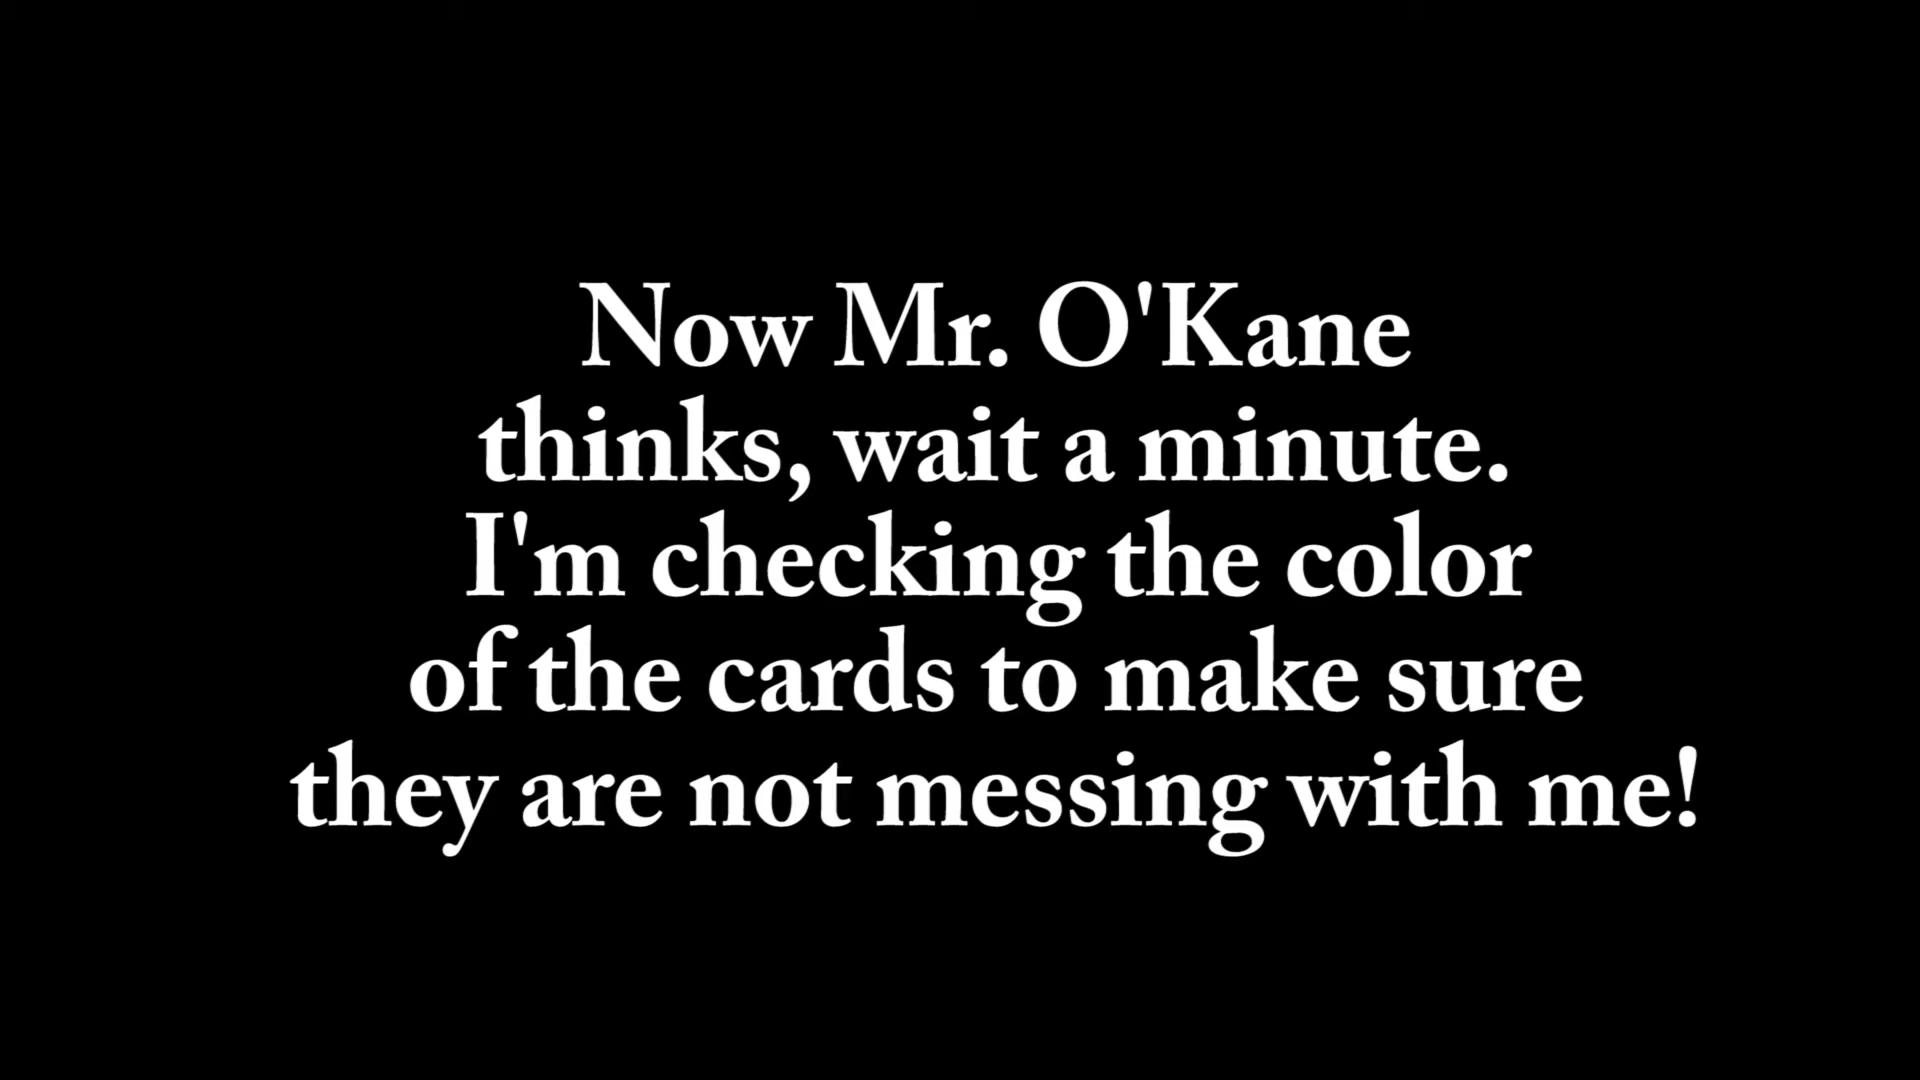 Now Mr. O'Kane
thinks, wait a minute.
I'm checking the color
of the cards to make sure
they are not messing with me!